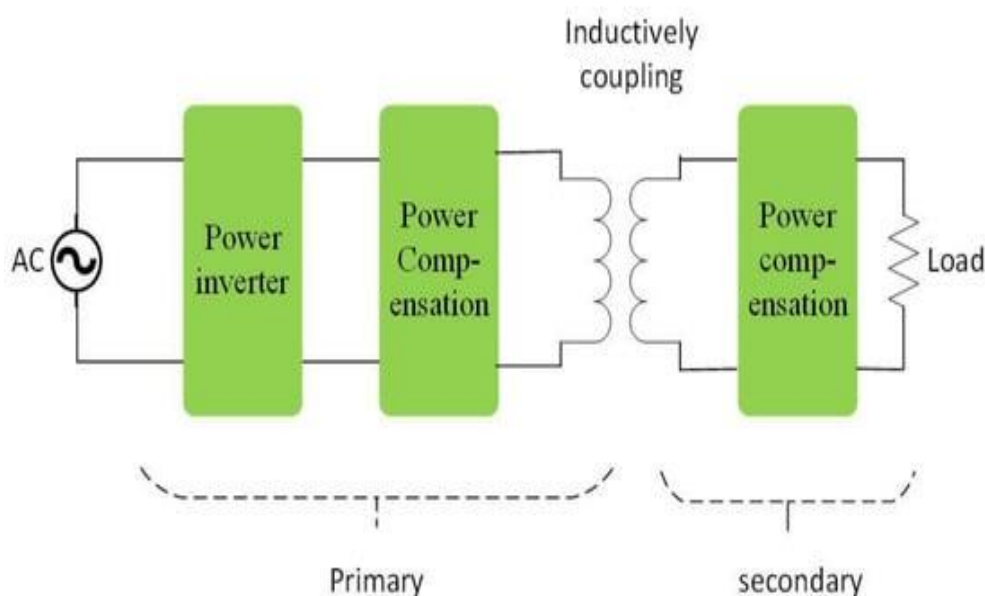 Inductively
coupling
AC
Power
inverter
Power
Comp-
ensation
Power
comp-
ensation
Load
Primary
secondary